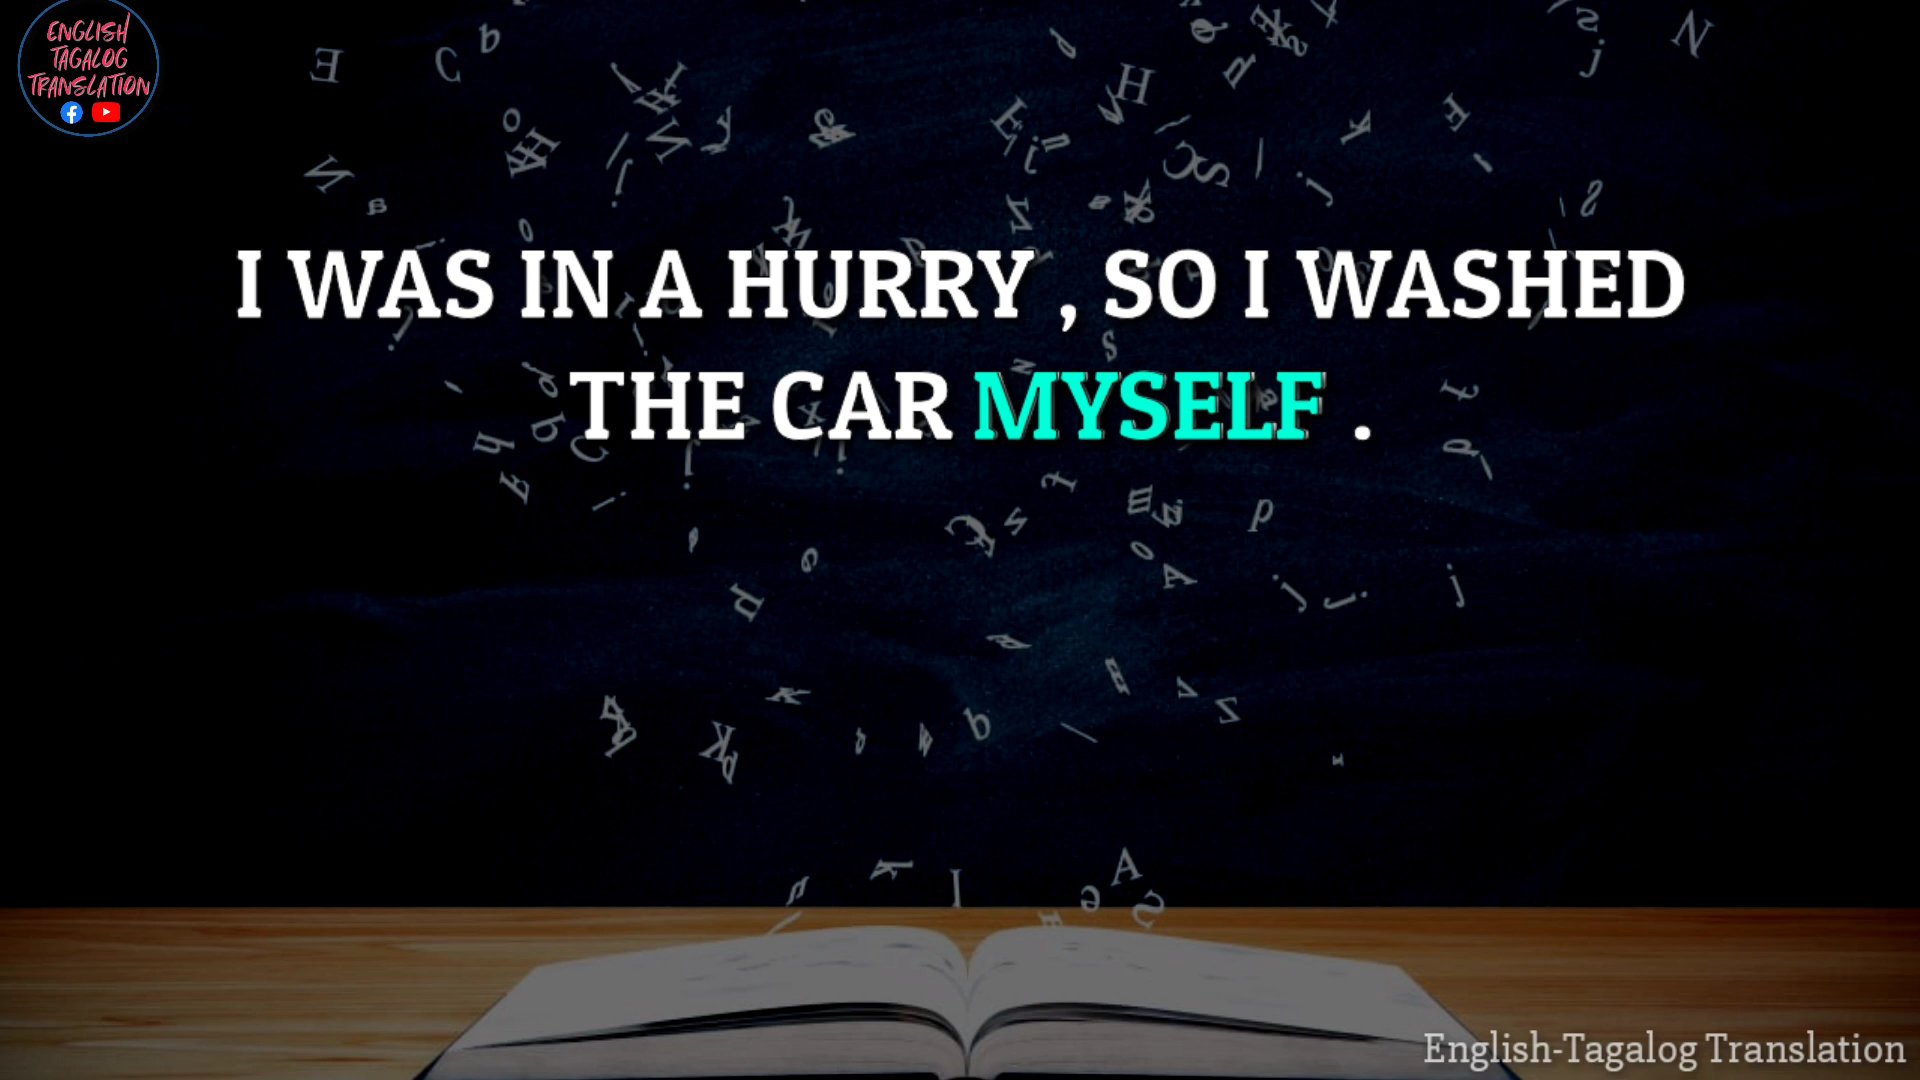 ENGLISH
TAGALOG
TRANSLATION
I WAS IN A HURRY , SO I WASHED
THE CAR MYSELF .
English-Tagalog Translation